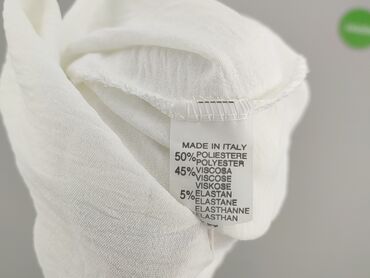 MADE IN ITALY
50% POLIESTERE
POLYESTER
45% VISCOSA
VISCOSE
VISKOSE
5% ELASTAN
ELASTANE
ELASTHANNE
ELASTHAN